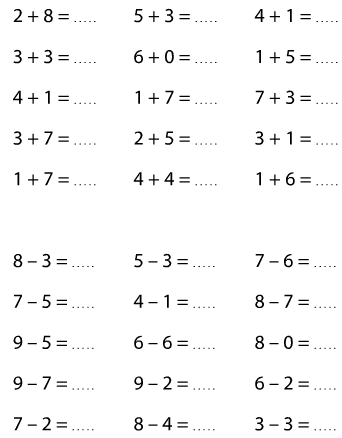 2 + 8 = ..... 5 + 3 = ..... 4 + 1 = .....
3 + 3 = ..... 6 + 0 = ..... 1 + 5 = .....
4 + 1 = ..... 1 + 7 = ..... 7 + 3 = .....
3 + 7 = ..... 2 + 5 = ..... 3 + 1 = .....
1 + 7 = ..... 4 + 4 = ..... 1 + 6 = .....
8 – 3 = ..... 5 – 3 = ..... 7 – 6 = .....
7 – 5 = ..... 4 – 1 = ..... 8 – 7 = .....
9 – 5 = ..... 6 – 6 = ..... 8 – 0 = .....
9 – 7 = ..... 9 – 2 = ..... 6 – 2 = .....
7 – 2 = ..... 8 – 4 = ..... 3 – 3 = .....